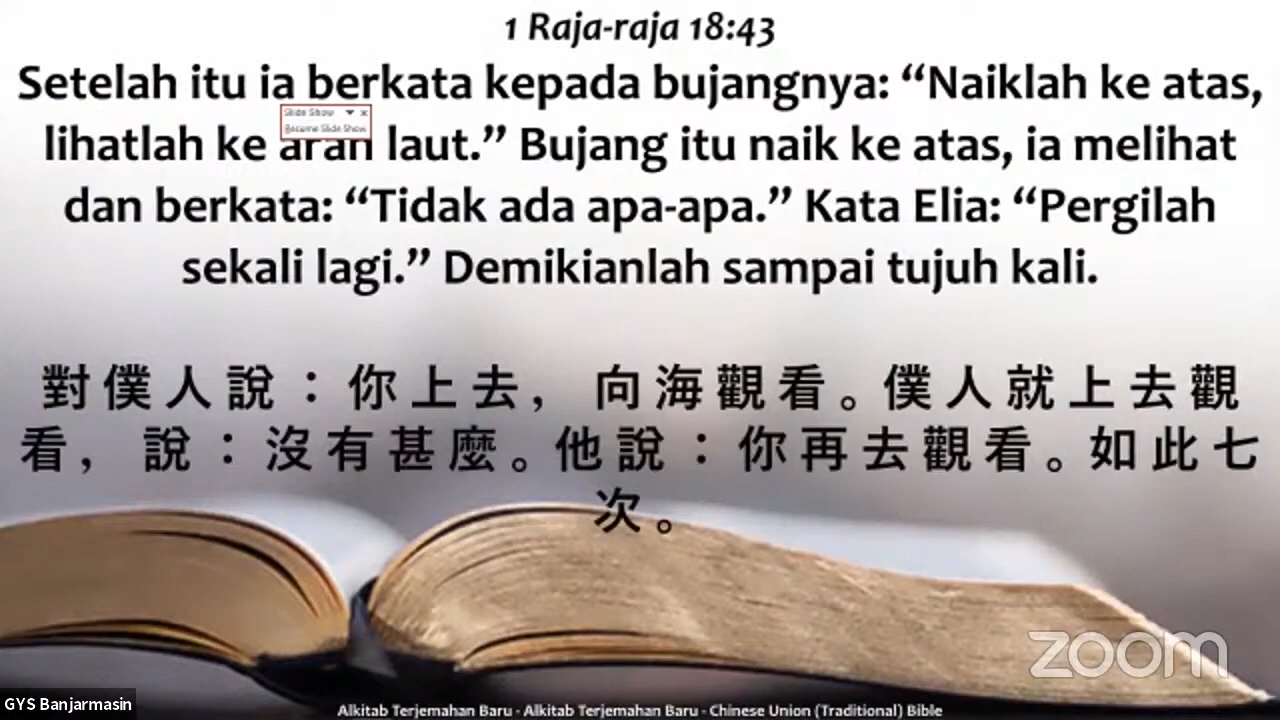 1 Raja-raja 18:43
Setelah itu ia berkata kepada bujangnya: “Naiklah ke atas,
Slide Show
Resume Slide Show
lihatlah ke arah laut.” Bujang itu naik ke atas, ia melihat
dan berkata: “Tidak ada apa-apa.” Kata Elia: “Pergilah
sekali lagi.” Demikianlah sampai tujuh kali.
對僕人說：你上去，向海觀看。僕人就上去觀
看，說：沒有甚麼。他說：你再去觀看。如此七
次。
zoom
GYS Banjarmasin
Alkitab Terjemahan Baru - Alkitab Terjemahan Baru - Chinese Union (Traditional) Bible